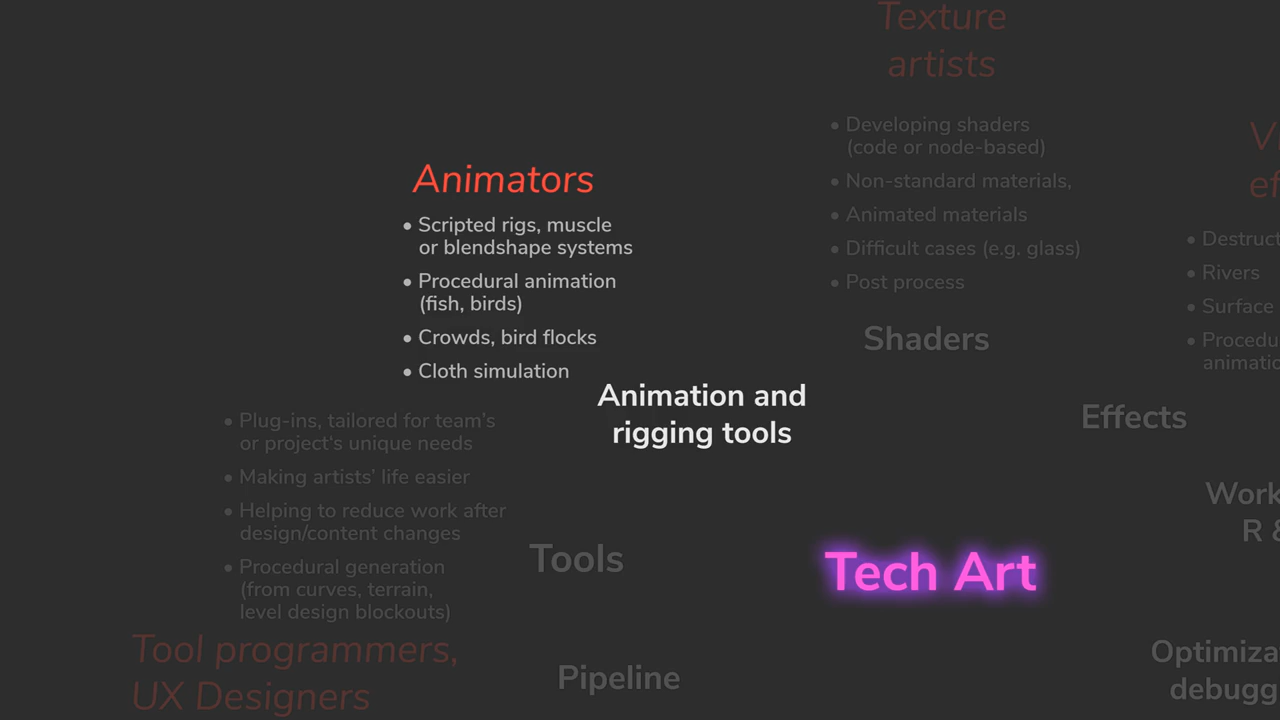 Texture
artists
• Developing shaders
(code or node-based)
• Non-standard materials,
• Animated materials
• Difficult cases (e.g. glass)
• Post process
Shaders
Animators
• Scripted rigs, muscle
or blendshape systems
• Procedural animation
(fish, birds)
• Crowds, bird flocks
• Cloth simulation
Animation and
rigging tools
• Rivers
• Surface
Effects
• Plug-ins, tailored for team's
or project's unique needs
• Making artists' life easier
• Helping to reduce work after
design/content changes
• Procedural generation
(from curves, terrain,
level design blockouts)
Tool programmers,
UX Designers
Tools
Tech Art
Pipeline